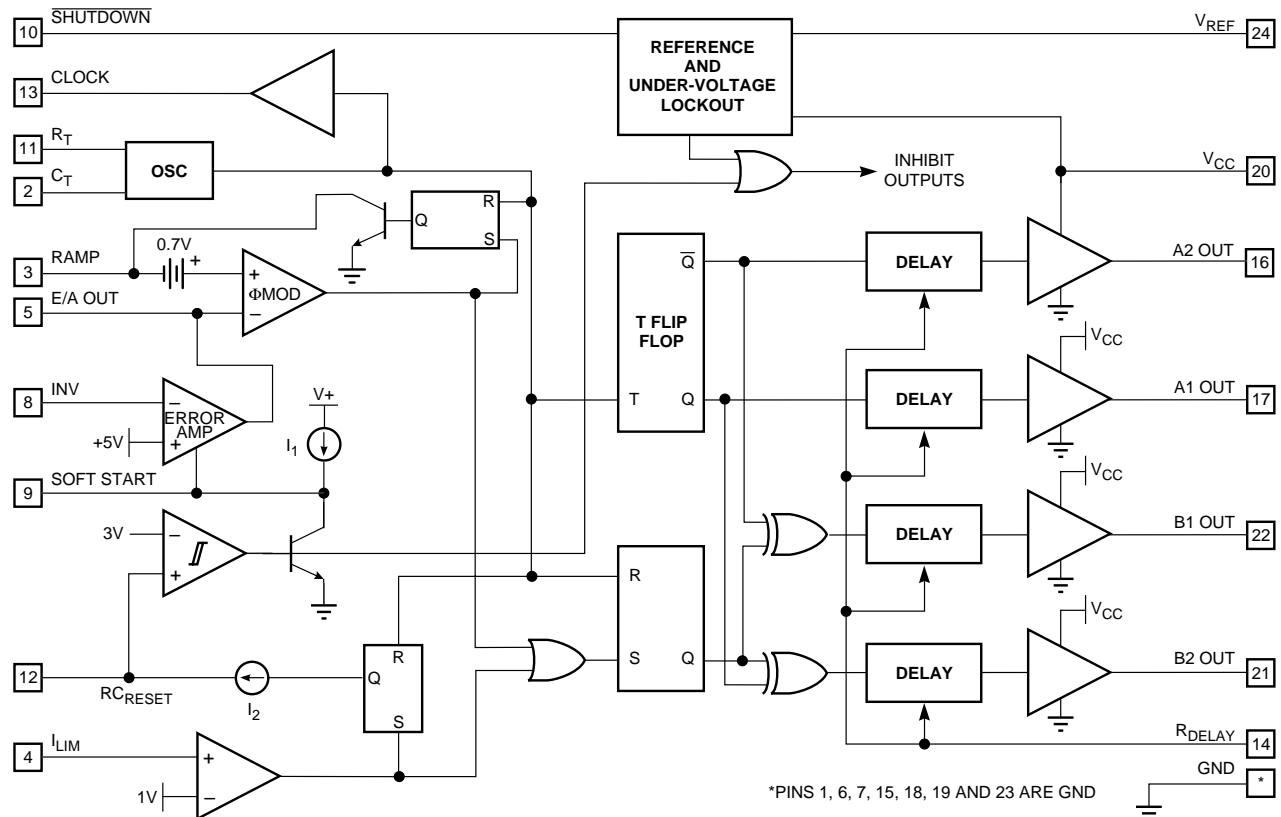 10 SHUTDOWN
13 CLOCK
11 RT
2 CT
OSC
3 RAMP
0.7V
+
5 E/A OUT
+
ΦMOD
−
Q
R
S
8 INV
−
ERROR
AMP
+
+5V
V+
I1
9 SOFT START
3V
−
+
12
RCRESET
I2
Q
R
S
4 ILIM
+
1V
−
REFERENCE
AND
UNDER-VOLTAGE
LOCKOUT
INHIBIT
OUTPUTS
T FLIP
FLOP
Q
T
Q
R
S
Q
DELAY
DELAY
DELAY
DELAY
VCC
VCC
VCC
VREF 24
VCC 20
A2 OUT 16
A1 OUT 17
B1 OUT 22
B2 OUT 21
RDELAY 14
GND *
*PINS 1, 6, 7, 15, 18, 19 AND 23 ARE GND